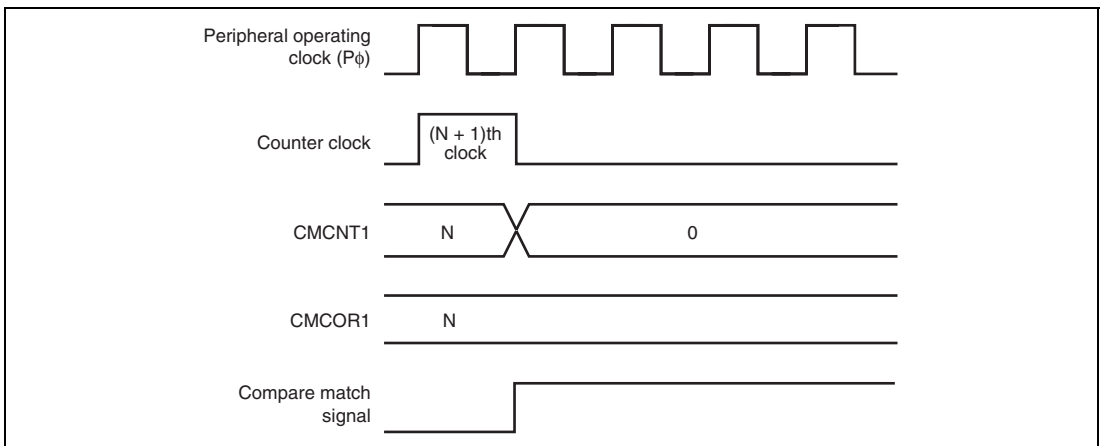 Peripheral operating
clock (Pϕ)
Counter clock
(N + 1)th
clock
CMCNT1
N
0
CMCOR1
N
Compare match
signal